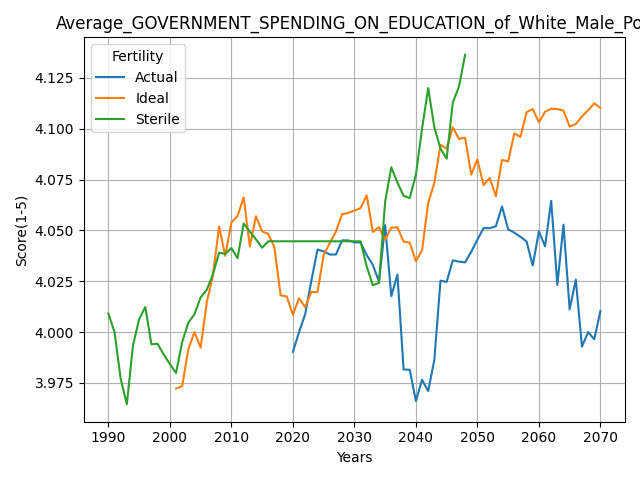 Average_GOVERNMENT_SPENDING_ON_EDUCATION_of_White_Male_Po
Fertility
Actual
Ideal
Sterile
4.125
4.100
4.075
4.050
4.025
4.000
3.975
Score(1-5)
1990 2000 2010 2020 2030 2040 2050 2060 2070
Years